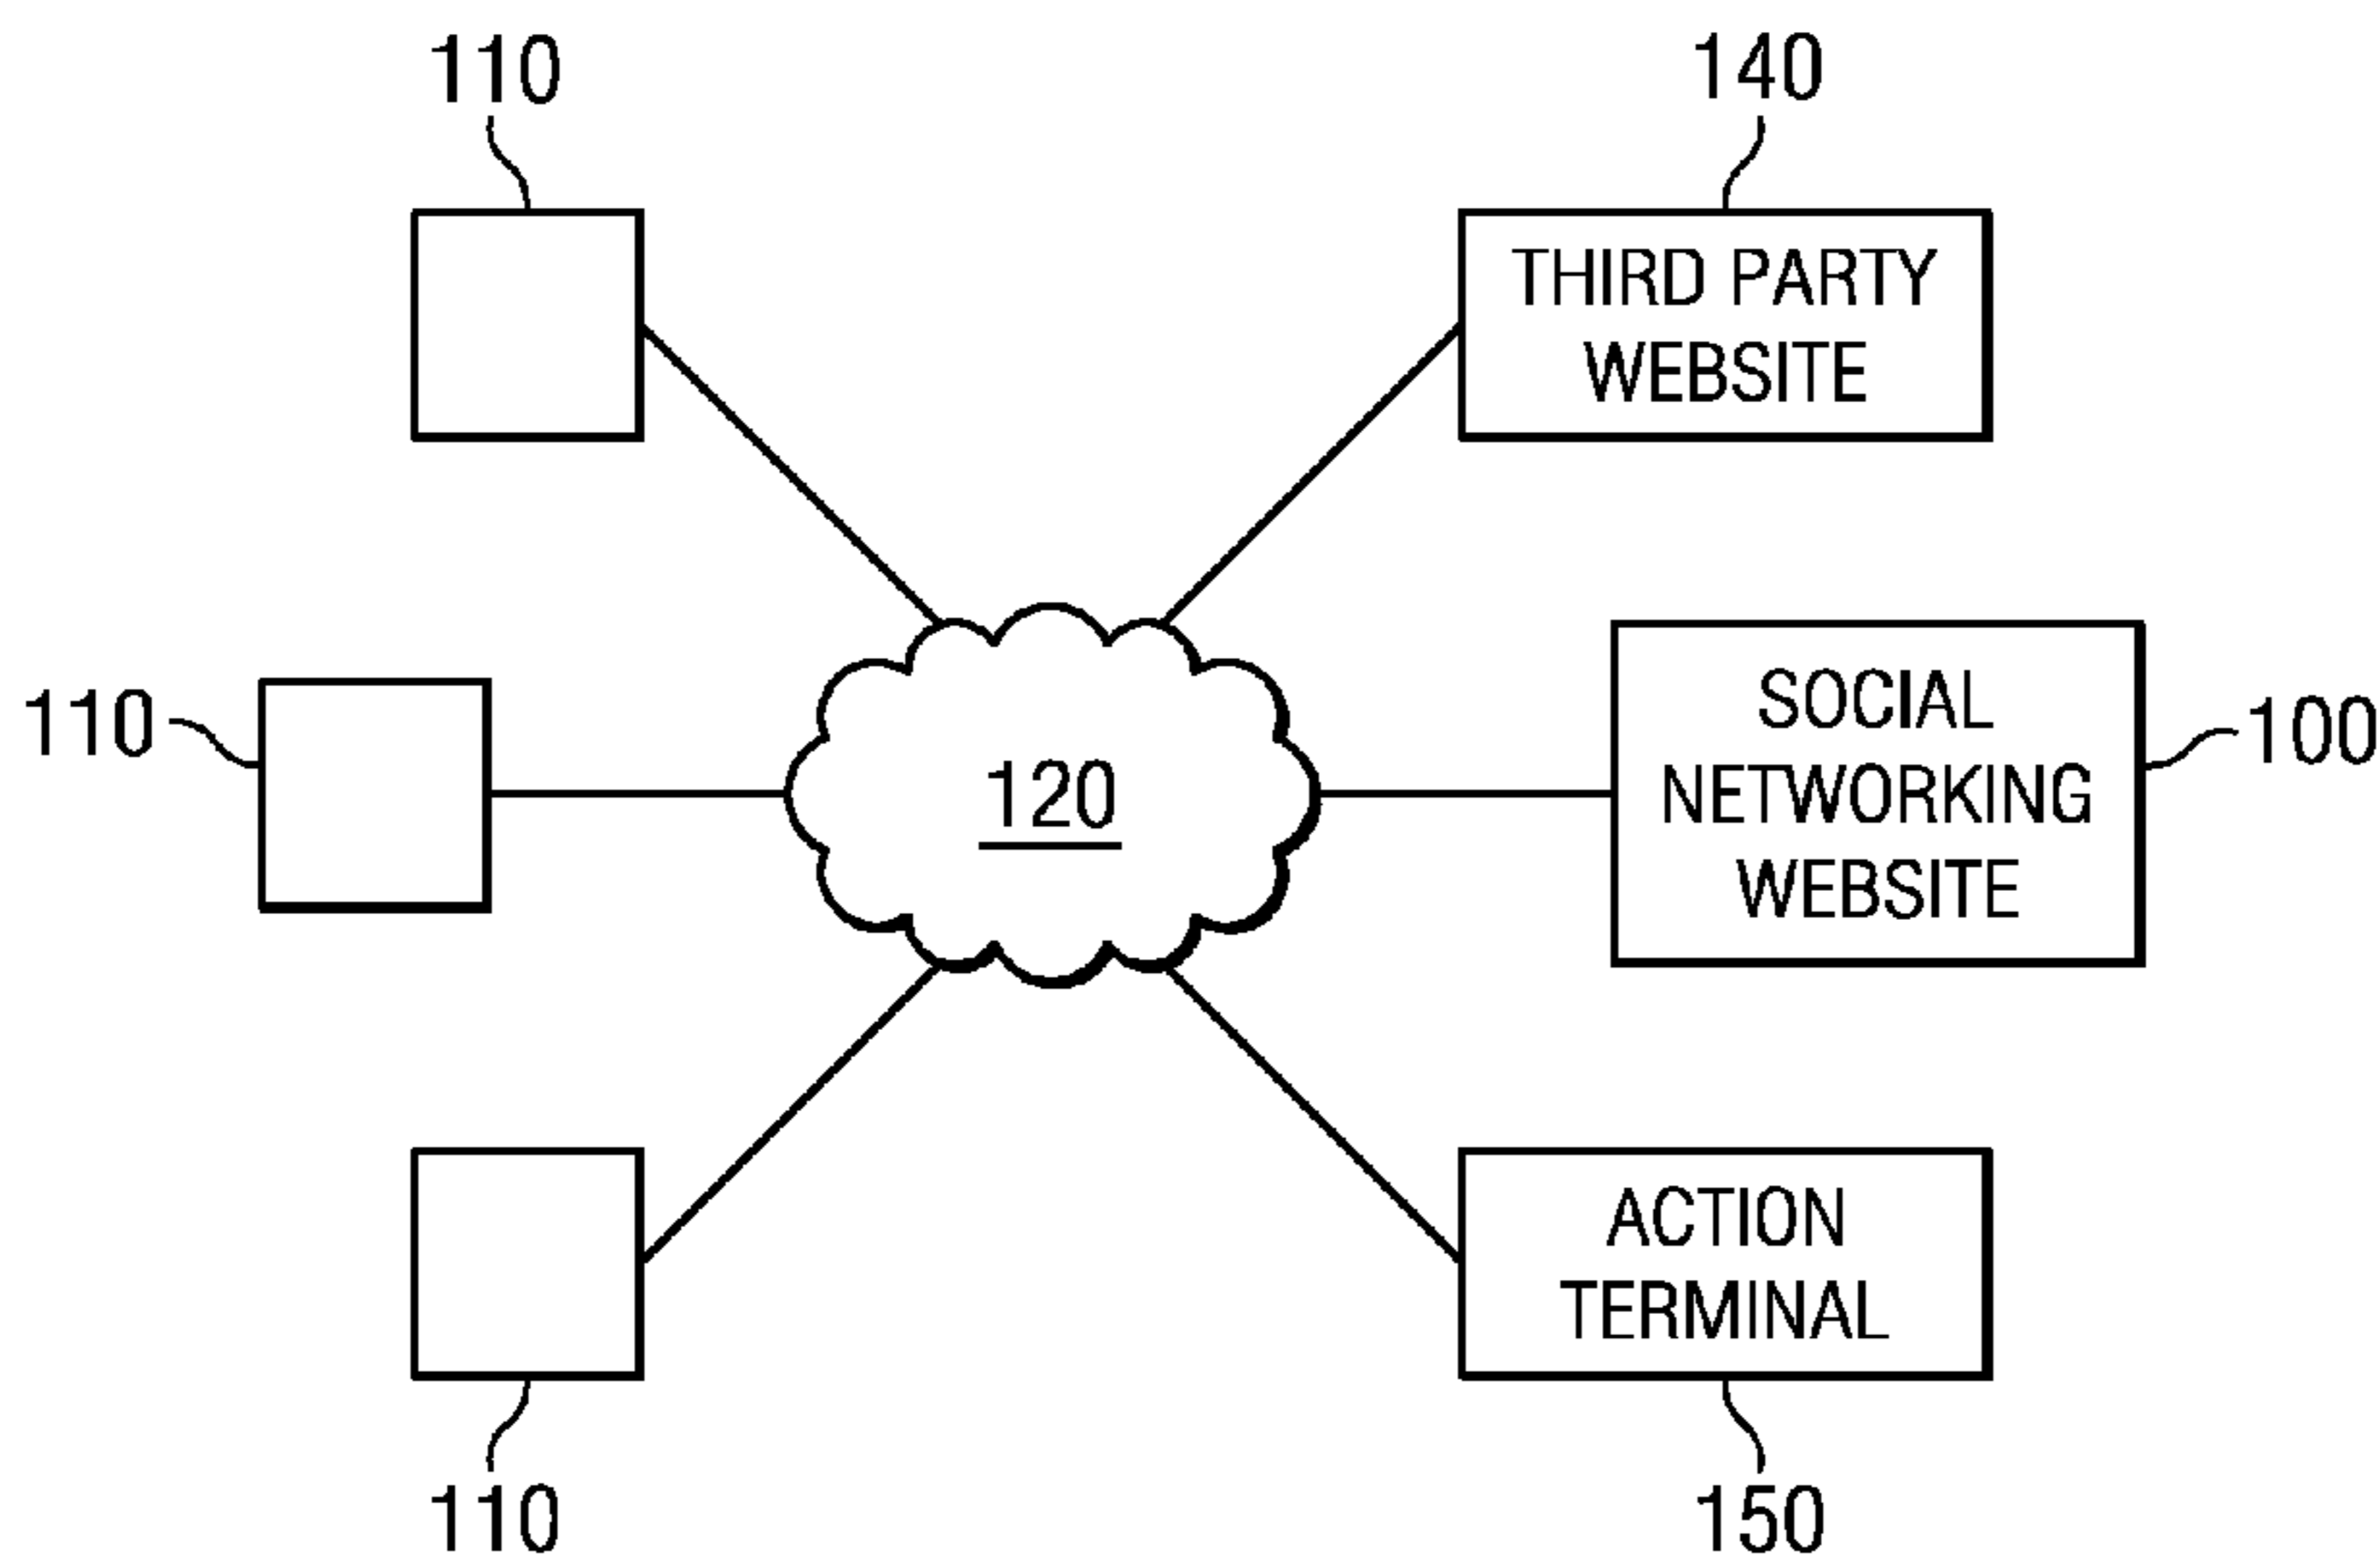 110
140
THIRD PARTY
WEBSITE
110
120
SOCIAL
NETWORKING
WEBSITE
100
ACTION
TERMINAL
110
150